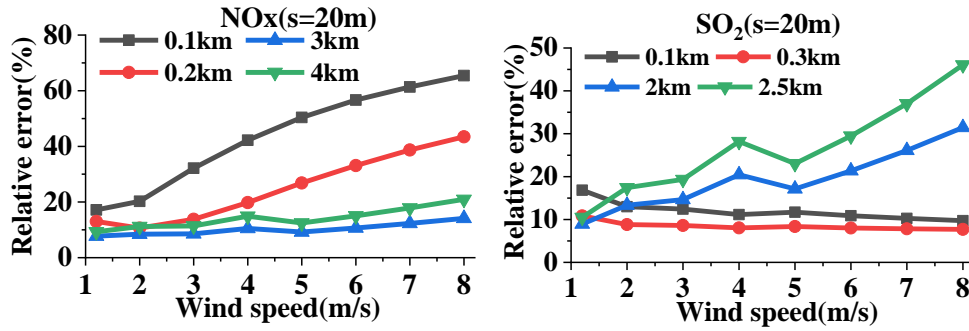 NOx(s=20m)
0.1km 3km
0.2km 4km
Relative error(%)
80
60
40
20
0
1 2 3 4 5 6 7 8
Wind speed(m/s)
SO₂(s=20m)
0.1km 0.3km
2km 2.5km
Relative error(%)
50
40
30
20
10
0
1 2 3 4 5 6 7 8
Wind speed(m/s)